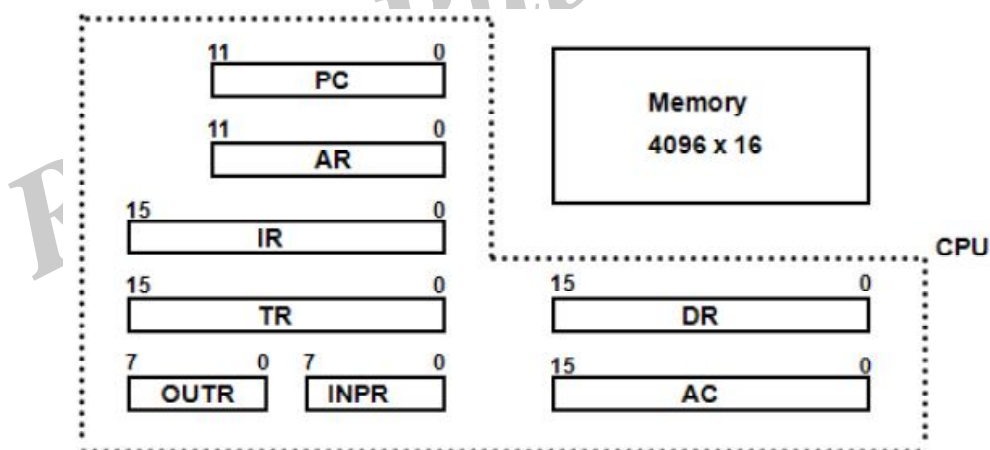 11 0
PC
11 0
AR
15 0
IR
15 0
TR
7 0
OUTR
7 0
INPR
Memory
4096 x 16
CPU
15 0
DR
15 0
AC